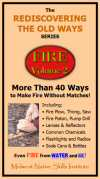 The
REDISCOVERING
THE OLD WAYS
SERIES
FIRE
Volume 2
More Than 40 Ways
to Make Fire Without Matches!
Including:
Fire Plow, Thong, Saw
Fire Piston, Pump Drill
Lenses & Reflectors
Common Chemicals
Flashlights and Radios
Soda Cans & Bottles
Even FIRE from WATER and ICE!